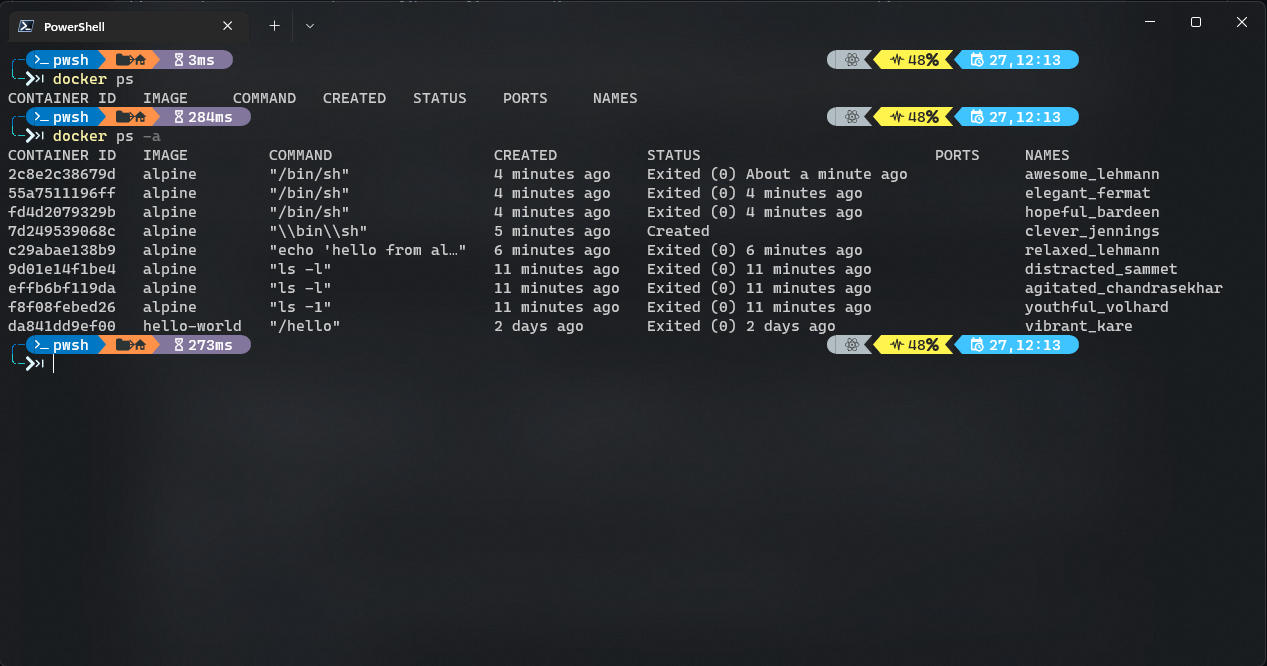 PowerShell
pwsh 3ms 48% 27,12:13
docker ps
CONTAINER ID IMAGE COMMAND CREATED STATUS PORTS NAMES
pwsh 284ms 48% 27,12:13
docker ps -a
CONTAINER ID IMAGE COMMAND CREATED STATUS PORTS NAMES
2c8e2c38679d alpine "/bin/sh" 4 minutes ago Exited (0) About a minute ago awesome_lehmann
55a7511196ff alpine "/bin/sh" 4 minutes ago Exited (0) 4 minutes ago elegant_fermat
fd4d2079329b alpine "/bin/sh" 4 minutes ago Exited (0) 4 minutes ago hopeful_bardeen
7d249539068c alpine "\\bin\\sh" 5 minutes ago Created clever_jennings
c29abae138b9 alpine "echo 'hello from al…" 6 minutes ago Exited (0) 6 minutes ago relaxed_lehmann
9d01e14f1be4 alpine "ls -l" 11 minutes ago Exited (0) 11 minutes ago distracted_sammet
effb6bf119da alpine "ls -l" 11 minutes ago Exited (0) 11 minutes ago agitated_chandrasekhar
f8f08febed26 alpine "ls -1" 11 minutes ago Exited (0) 11 minutes ago youthful_volhard
da841dd9ef00 hello-world "/hello" 2 days ago Exited (0) 2 days ago vibrant_kare
pwsh 273ms 48% 27,12:13